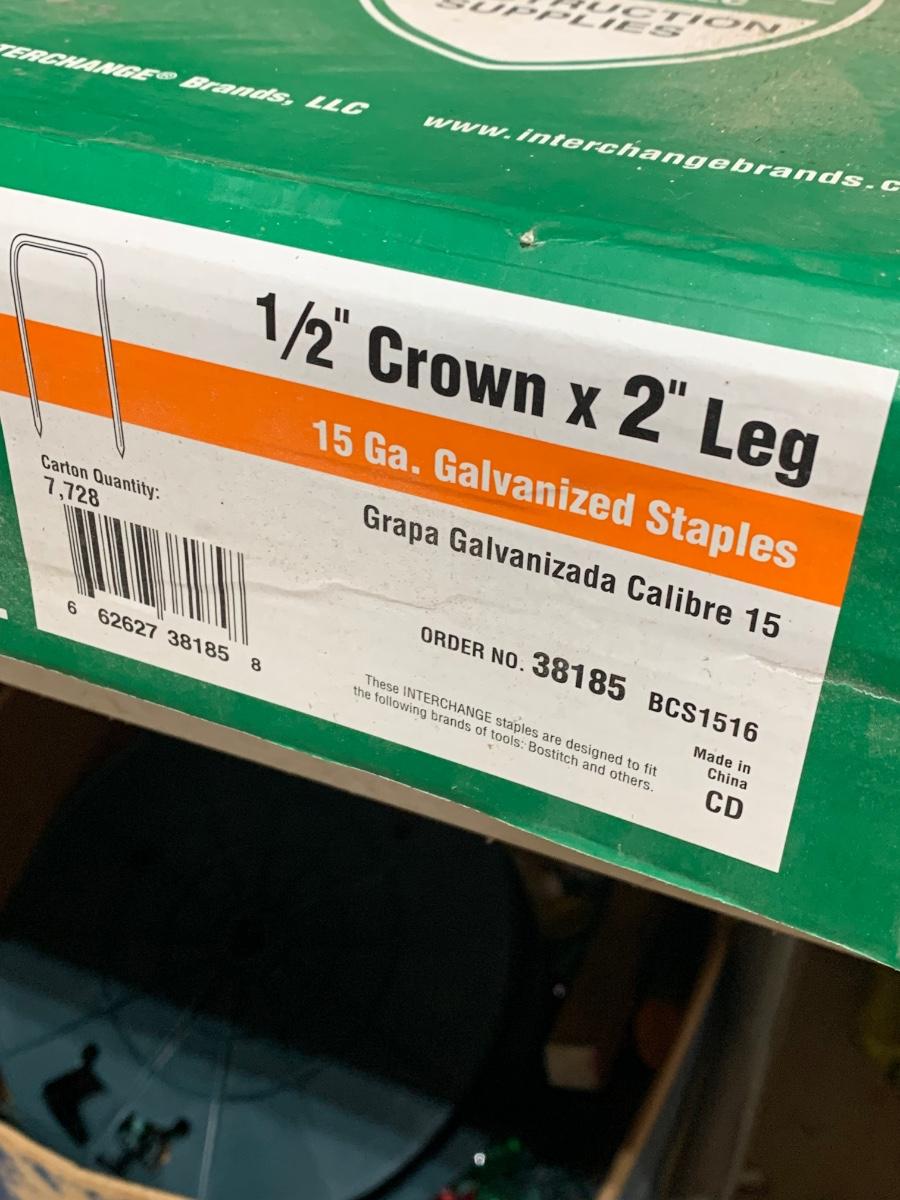 SUPPLIES
INTERCHANGE® Brands, LLC
www.interchangebrands.c
1/2" Crown x 2" Leg
15 Ga. Galvanized Staples
Grapa Galvanizada Calibre 15
Carton Quantity:
7,728
6 62627 38185 8
ORDER NO. 38185 BCS1516
These INTERCHANGE staples are designed to fit
the following brands of tools: Bostitch and others.
Made in
China
CD